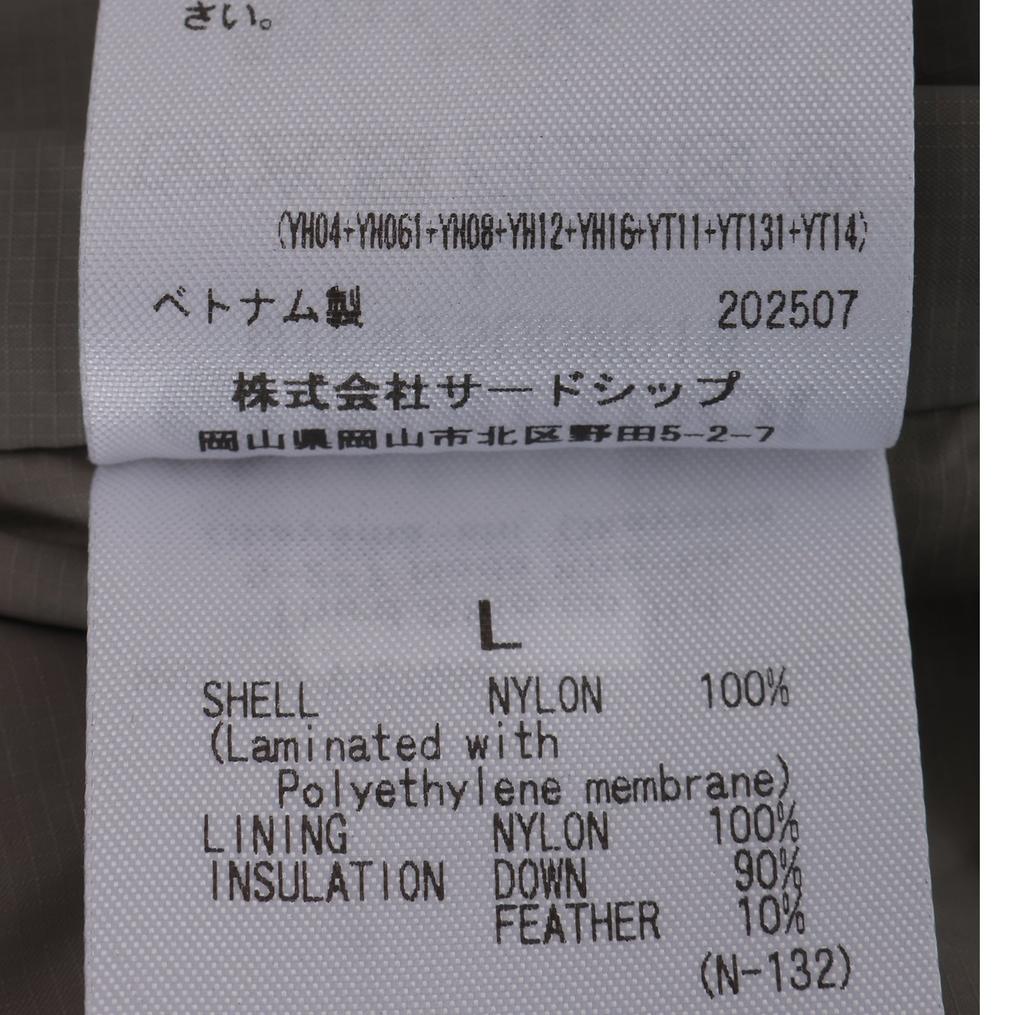 さい。
(YH04+YH061+YH08+YH12+YH16+YT11+YT131+YT14)
ベトナム製 202507
株式会社サードシップ
岡山県岡山市北区野田5-2-7
L
SHELL NYLON 100%
(Laminated with
Polyethylene membrane)
LINING NYLON 100%
INSULATION DOWN 90%
FEATHER 10%
(N-132)